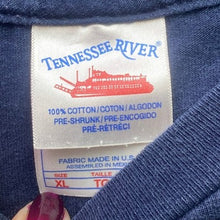 TENNESSEE RIVER
100% COTTON/COTON/ALGODON
PRE-SHRUNK/PRE-ENCOGIDO
PRÉ-RÉTRÉCI
FABRIC MADE IN U.S.
ASSEMBLED IN
SIZE TAILLE
XL